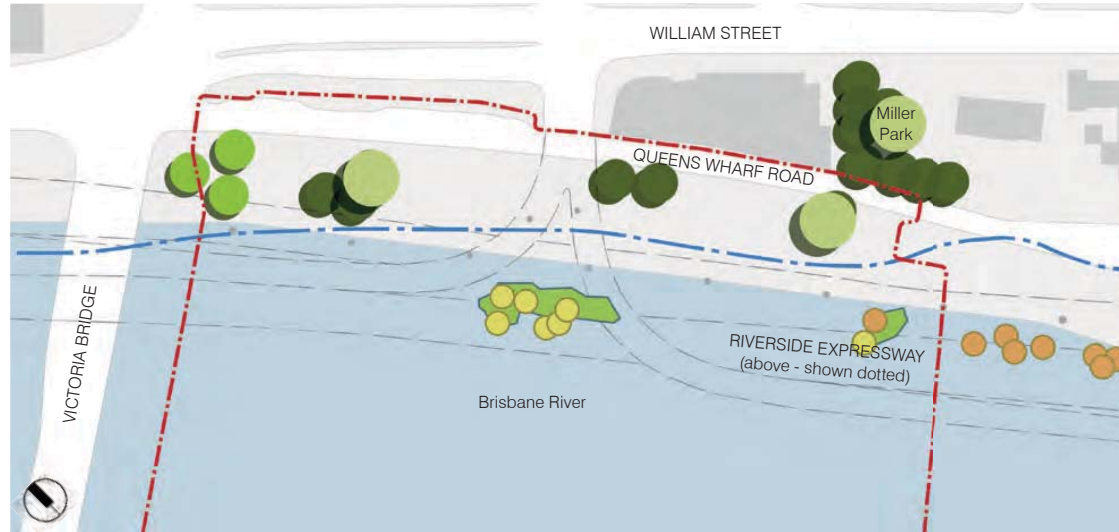 WILLIAM STREET
Miller
Park
QUEENS WHARF ROAD
VICTORIA BRIDGE
RIVERSIDE EXPRESSWAY
(above - shown dotted)
Brisbane River